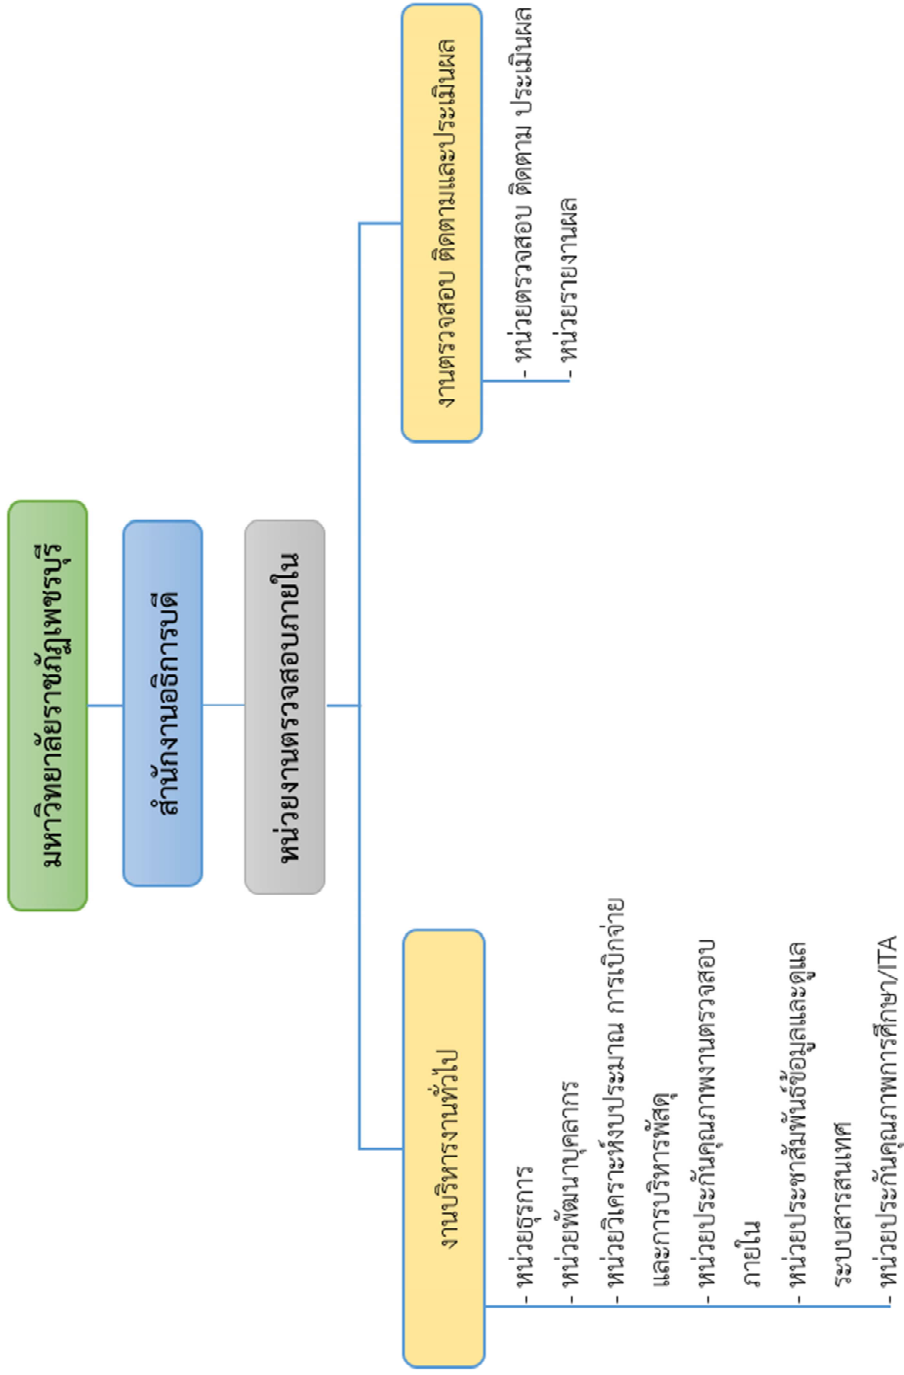 มหาวิทยาลัยราชภัฏเพชรบุรี
สำนักงานอธิการบดี
หน่วยงานตรวจสอบภายใน
งานบริหารงานทั่วไป
- หน่วยธุรการ
- หน่วยพัฒนาบุคลากร
- หน่วยวิเคราะห์งบประมาณ การเบิกจ่าย
และการบริหารพัสดุ
- หน่วยประกันคุณภาพงานตรวจสอบ
ภายใน
- หน่วยประชาสัมพันธ์ข้อมูลและดูแล
ระบบสารสนเทศ
- หน่วยประกันคุณภาพการศึกษา/ITA
งานตรวจสอบ ติดตามและประเมินผล
- หน่วยตรวจสอบ ติดตาม ประเมินผล
- หน่วยรายงานผล